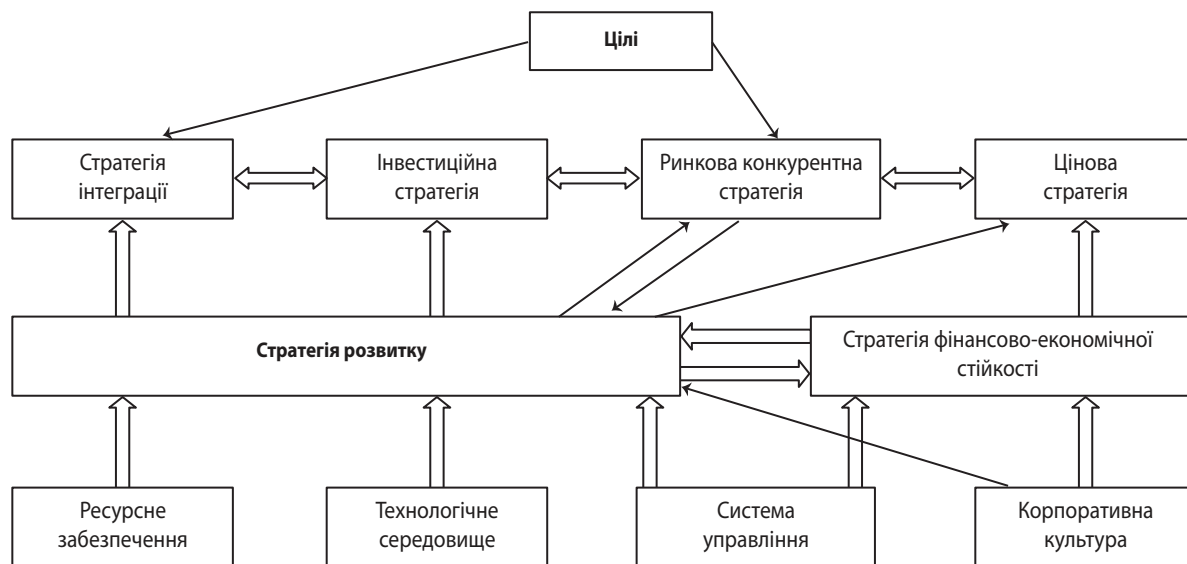 Цілі
Стратегія
інтеграції
Інвестиційна
стратегія
Ринкова конкурентна
стратегія
Цінова
стратегія
Стратегія розвитку
Стратегія фінансово-економічної
стійкості
Ресурсне
забезпечення
Технологічне
середовище
Система
управління
Корпоративна
культура